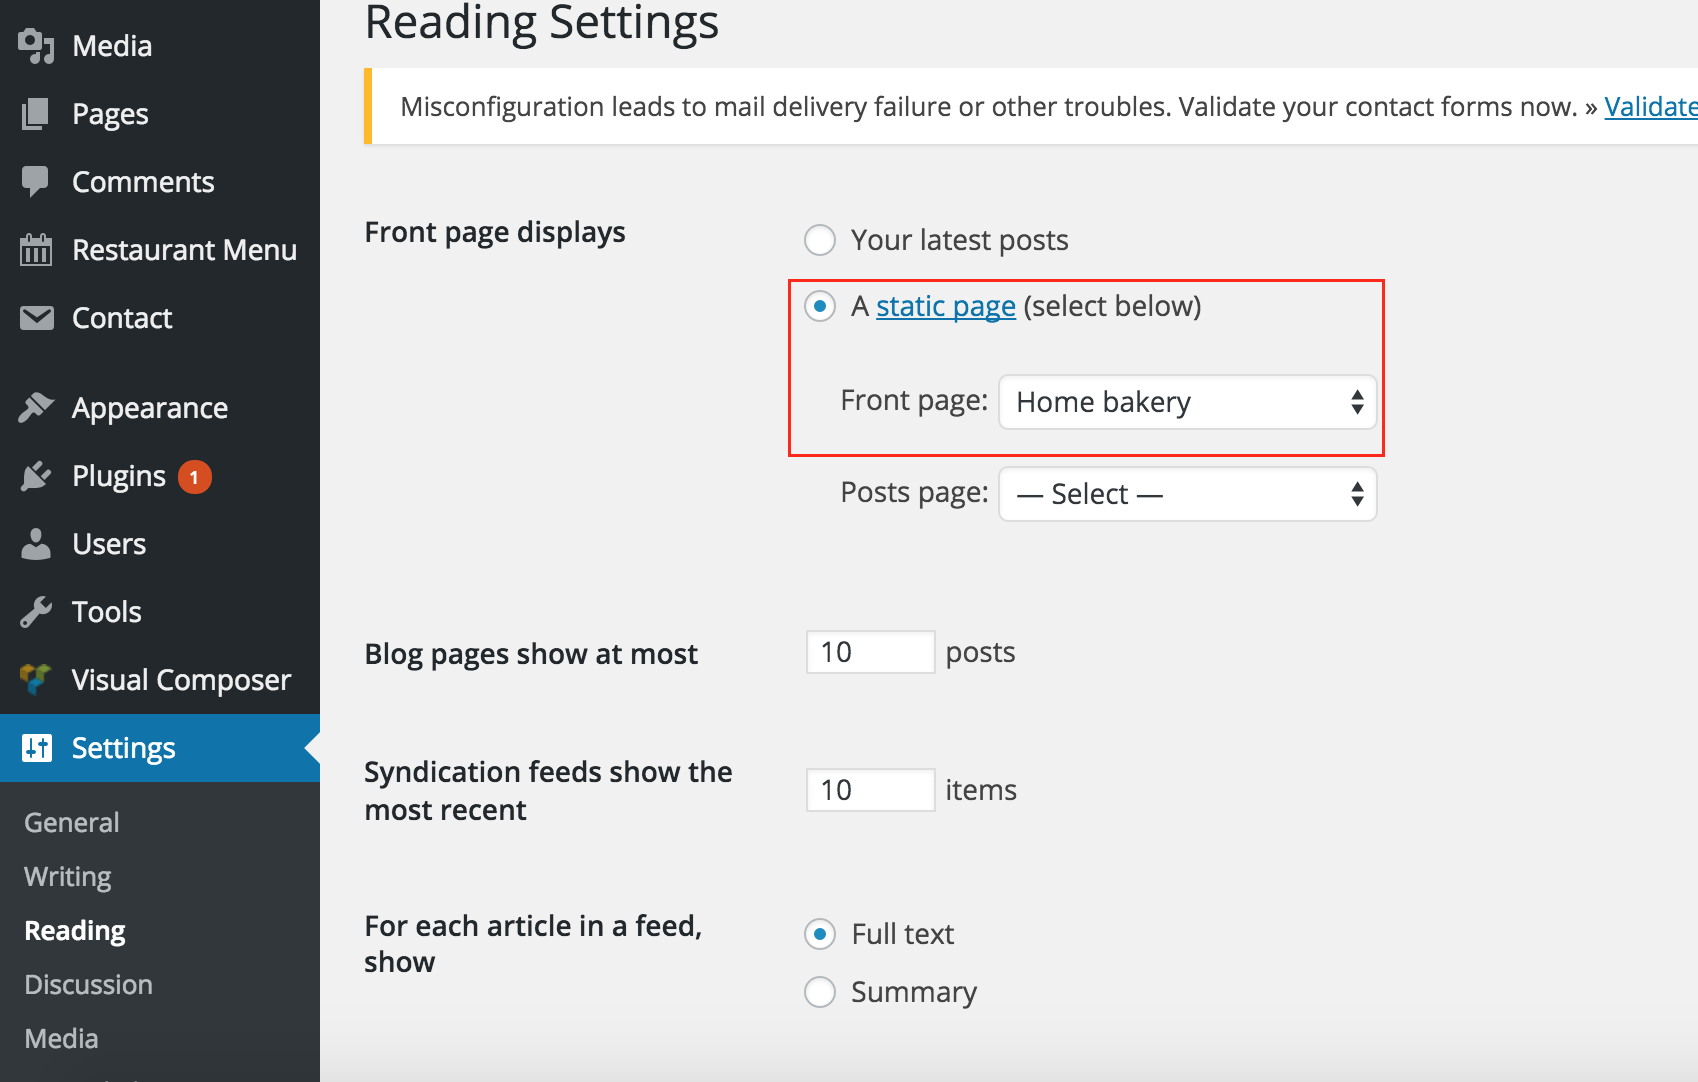 Media
Pages
Comments
Restaurant Menu
Contact
Appearance
Plugins 1
Users
Tools
Visual Composer
Settings
General
Writing
Reading
Discussion
Media
Reading Settings
Misconfiguration leads to mail delivery failure or other troubles. Validate your contact forms now. » Validate
Front page displays
Your latest posts
A static page (select below)
Front page: Home bakery
Posts page: — Select —
Blog pages show at most
10 posts
Syndication feeds show the
most recent
10 items
For each article in a feed,
show
Full text
Summary